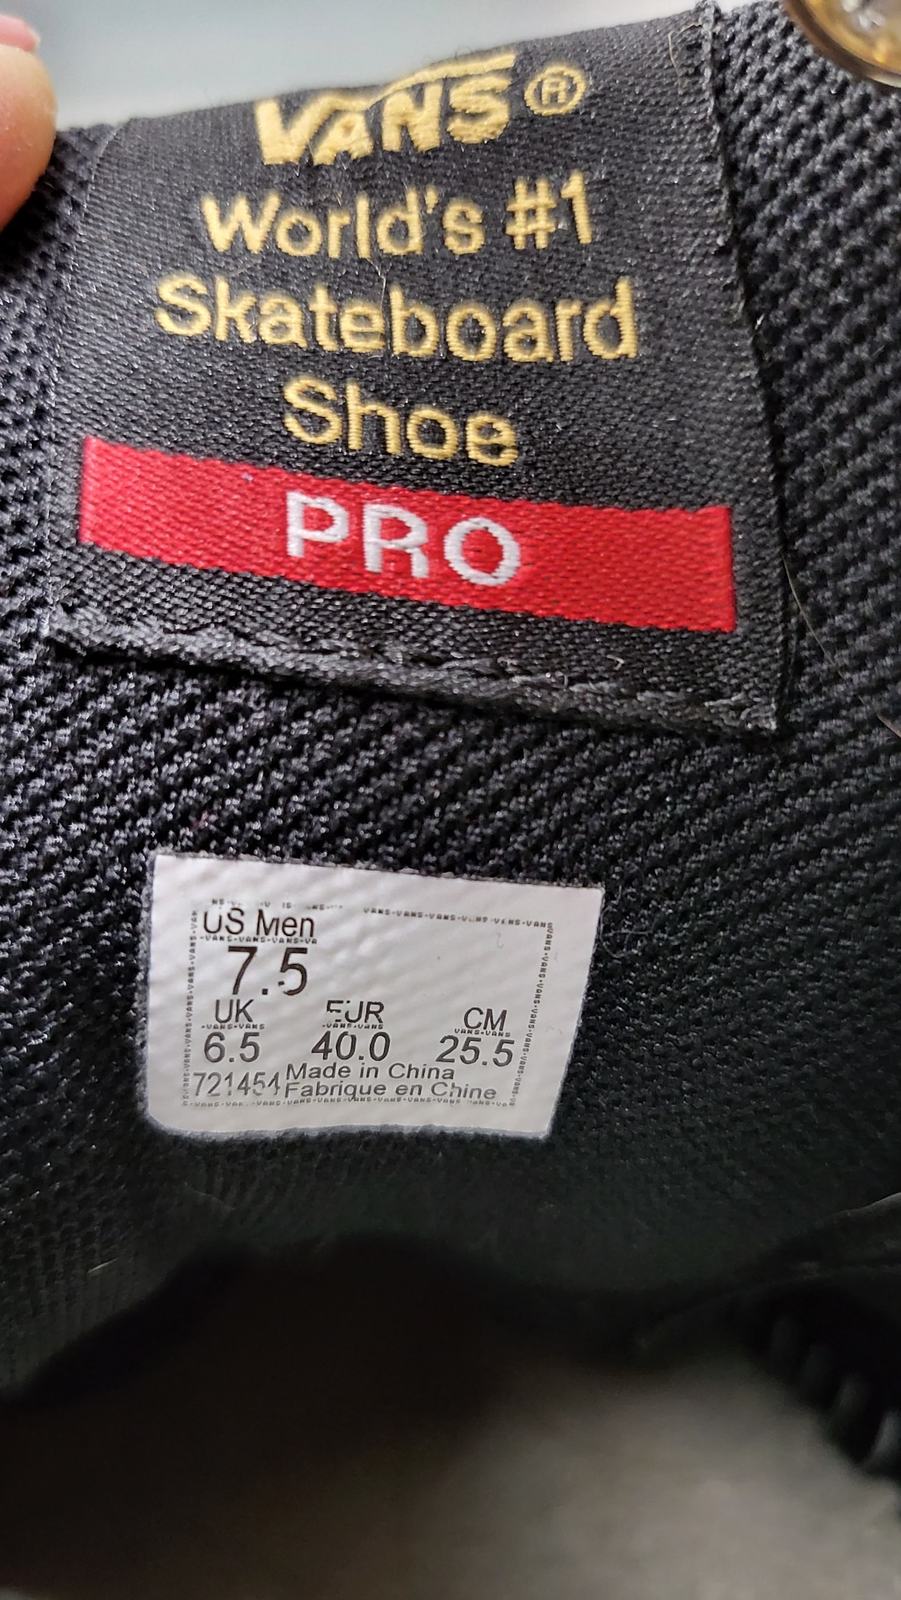 VANS®
World's #1
Skateboard
Shoe
PRO
US Men
7.5
UK EUR CM
6.5 40.0 25.5
721454 Made in China
Fabrique en Chine